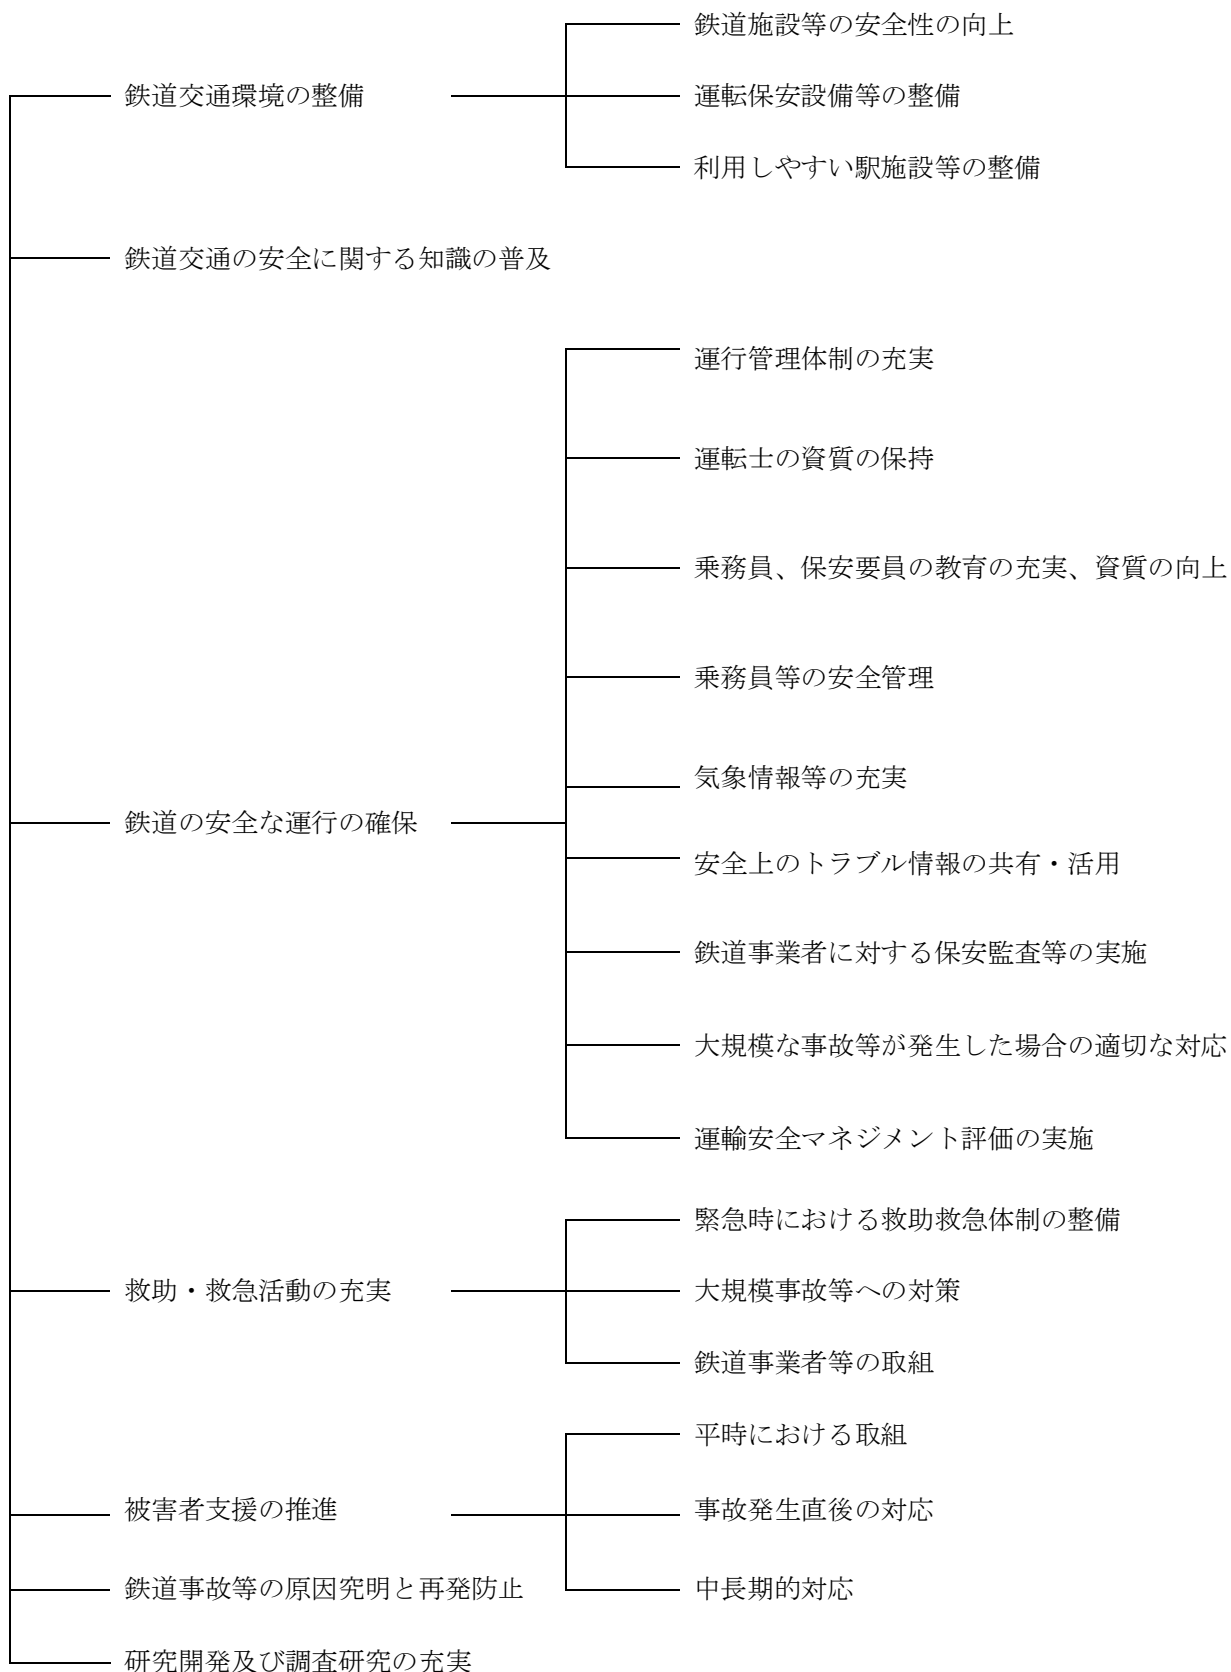 鉄道交通環境の整備
鉄道施設等の安全性の向上
運転保安設備等の整備
利用しやすい駅施設等の整備
鉄道交通の安全に関する知識の普及
鉄道の安全な運行の確保
運行管理体制の充実
運転士の資質の保持
乗務員、保安要員の教育の充実、資質の向上
乗務員等の安全管理
気象情報等の充実
安全上のトラブル情報の共有・活用
鉄道事業者に対する保安監査等の実施
大規模な事故等が発生した場合の適切な対応
運輸安全マネジメント評価の実施
救助・救急活動の充実
緊急時における救助救急体制の整備
大規模事故等への対策
鉄道事業者等の取組
被害者支援の推進
平時における取組
事故発生直後の対応
中長期的対応
鉄道事故等の原因究明と再発防止
研究開発及び調査研究の充実